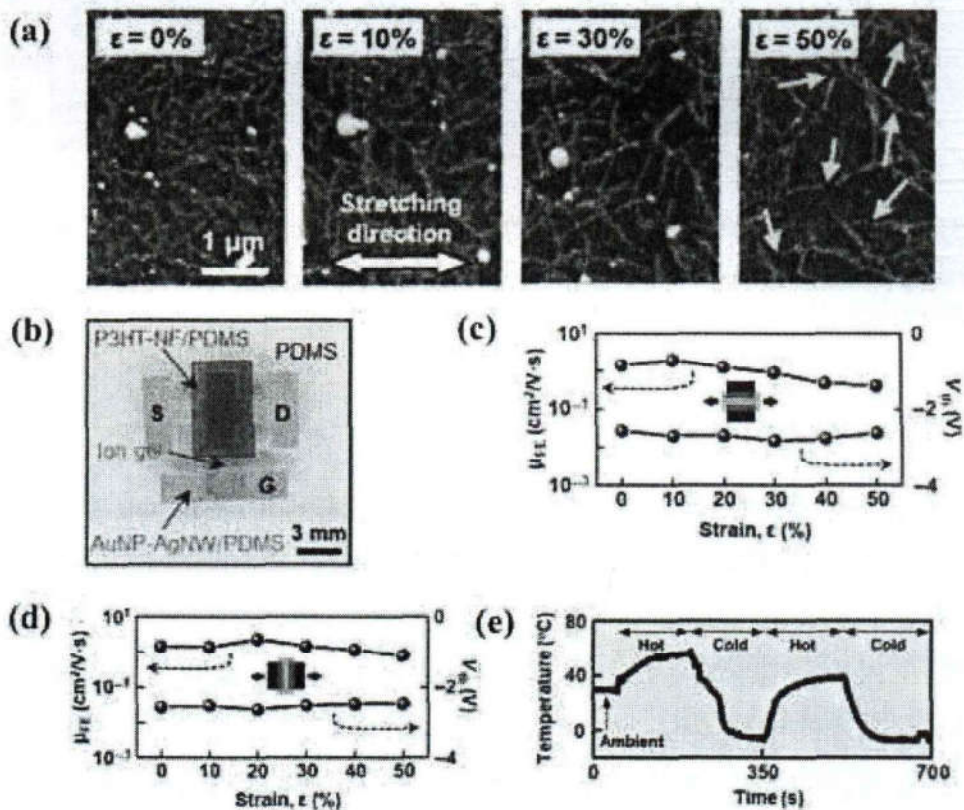 (a)
ε = 0%
ε = 10%
ε = 30%
ε = 50%
1 μm
Stretching
direction
(b)
P3HT-NF/PDMS
PDMS
S
D
Ion gel
G
AuNP-AgNW/PDMS
3 mm
(c)
10¹
10⁻¹
10⁻³
μFE (cm²/V·s)
0
−2
−4
Vth (V)
0 10 20 30 40 50
Strain, ε (%)
(d)
10¹
10⁻¹
10⁻³
μFE (cm²/V·s)
0
−2
−4
Vth (V)
0 10 20 30 40 50
Strain, ε (%)
(e)
80
40
0
Temperature (°C)
Hot
Cold
Hot
Cold
Ambient
0 350 700
Time (s)